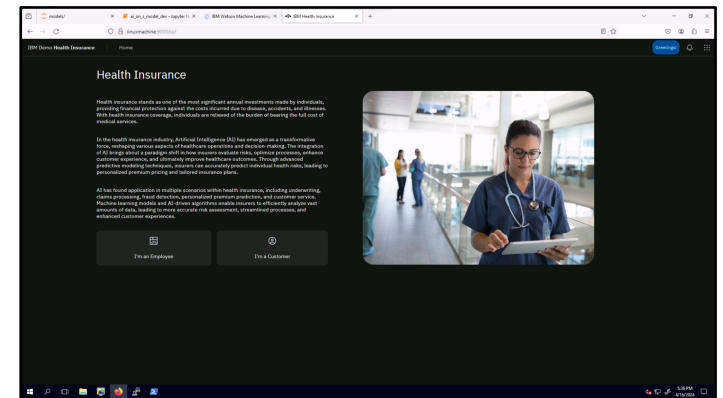 models/
ai_on_z_model_dev - Jupyter N
IBM Watson Machine Learning
IBM Health Insurance
linuxmachine:9000/ui/
IBM Demo Health Insurance
Home
Greetings!
Health Insurance
Health insurance stands as one of the most significant annual investments made by individuals,
providing financial protection against the costs incurred due to disease, accidents, and illnesses.
With health insurance coverage, individuals are relieved of the burden of bearing the full cost of
medical services.
In the health insurance industry, Artificial Intelligence (AI) has emerged as a transformative
force, reshaping various aspects of healthcare operations and decision-making. The integration
of AI brings about a paradigm shift in how insurers evaluate risks, optimize processes, enhance
customer experience, and ultimately improve healthcare outcomes. Through advanced
predictive modeling techniques, insurers can accurately predict individual health risks, leading to
personalized premium pricing and tailored insurance plans.
AI has found application in multiple scenarios within health insurance, including underwriting,
claims processing, fraud detection, personalized premium prediction, and customer service.
Machine learning models and AI-driven algorithms enable insurers to efficiently analyze vast
amounts of data, leading to more accurate risk assessment, streamlined processes, and
enhanced customer experiences.
I'm an Employee
I'm a Customer
5:36 PM
4/16/2024